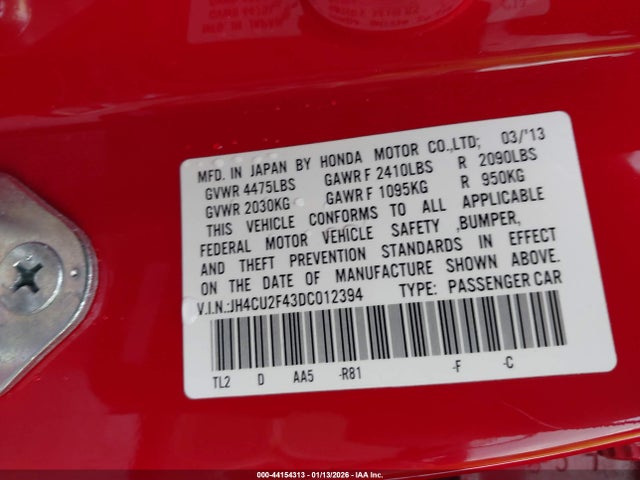 MFD. IN JAPAN BY HONDA MOTOR CO.,LTD; 03/'13
GVWR 4475LBS GAWR F 2410LBS R 2090LBS
GVWR 2030KG GAWR F 1095KG R 950KG
THIS VEHICLE CONFORMS TO ALL APPLICABLE
FEDERAL MOTOR VEHICLE SAFETY ,BUMPER,
AND THEFT PREVENTION STANDARDS IN EFFECT
ON THE DATE OF MANUFACTURE SHOWN ABOVE.
V.I.N.:JH4CU2F43DC012394 TYPE: PASSENGER CAR
TL2 D AA5 -R81 -F -C
000-44154313 - 01/13/2026 - IAA Inc.